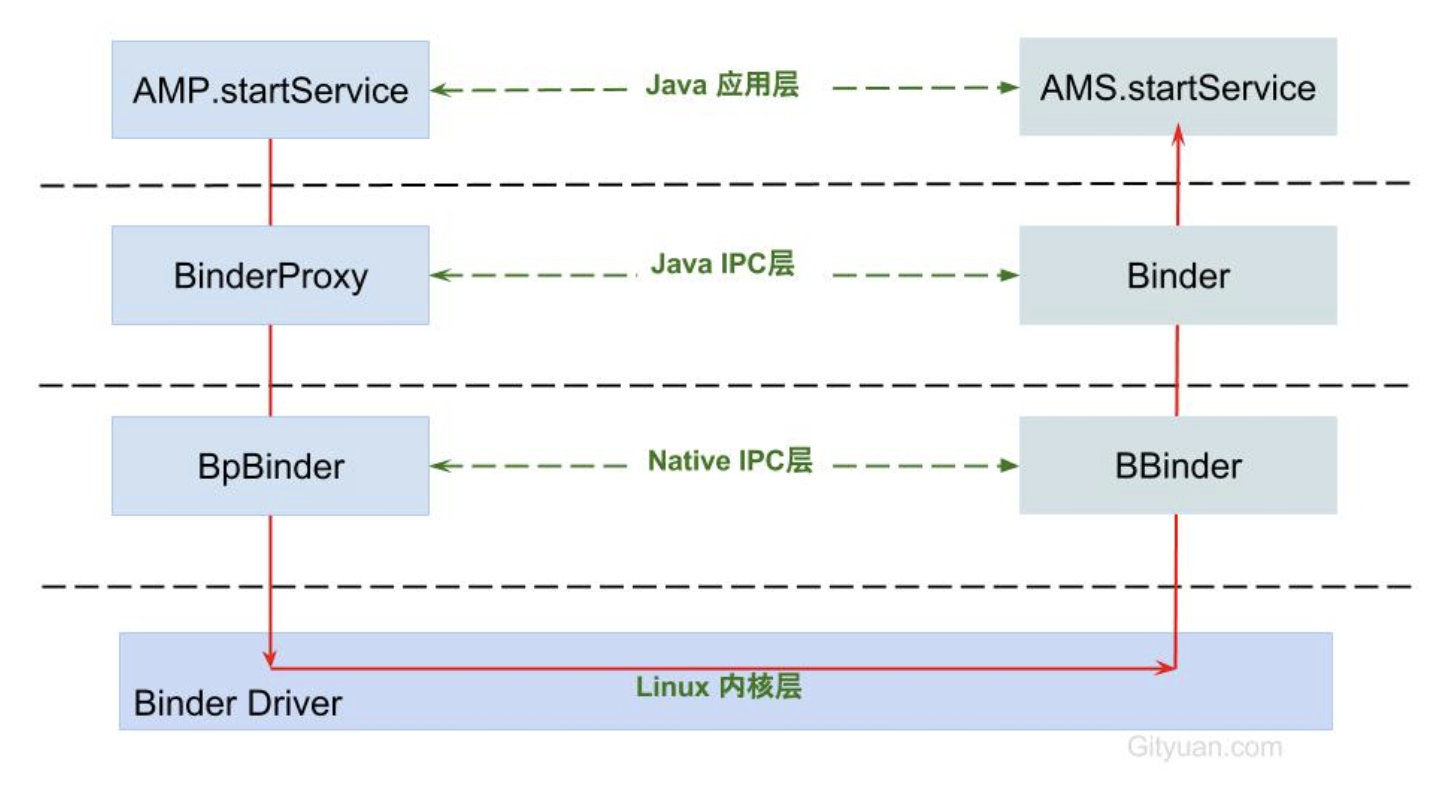 AMP.startService
Java 应用层
AMS.startService
BinderProxy
Java IPC层
Binder
BpBinder
Native IPC层
BBinder
Linux 内核层
Binder Driver
Gityuan.com